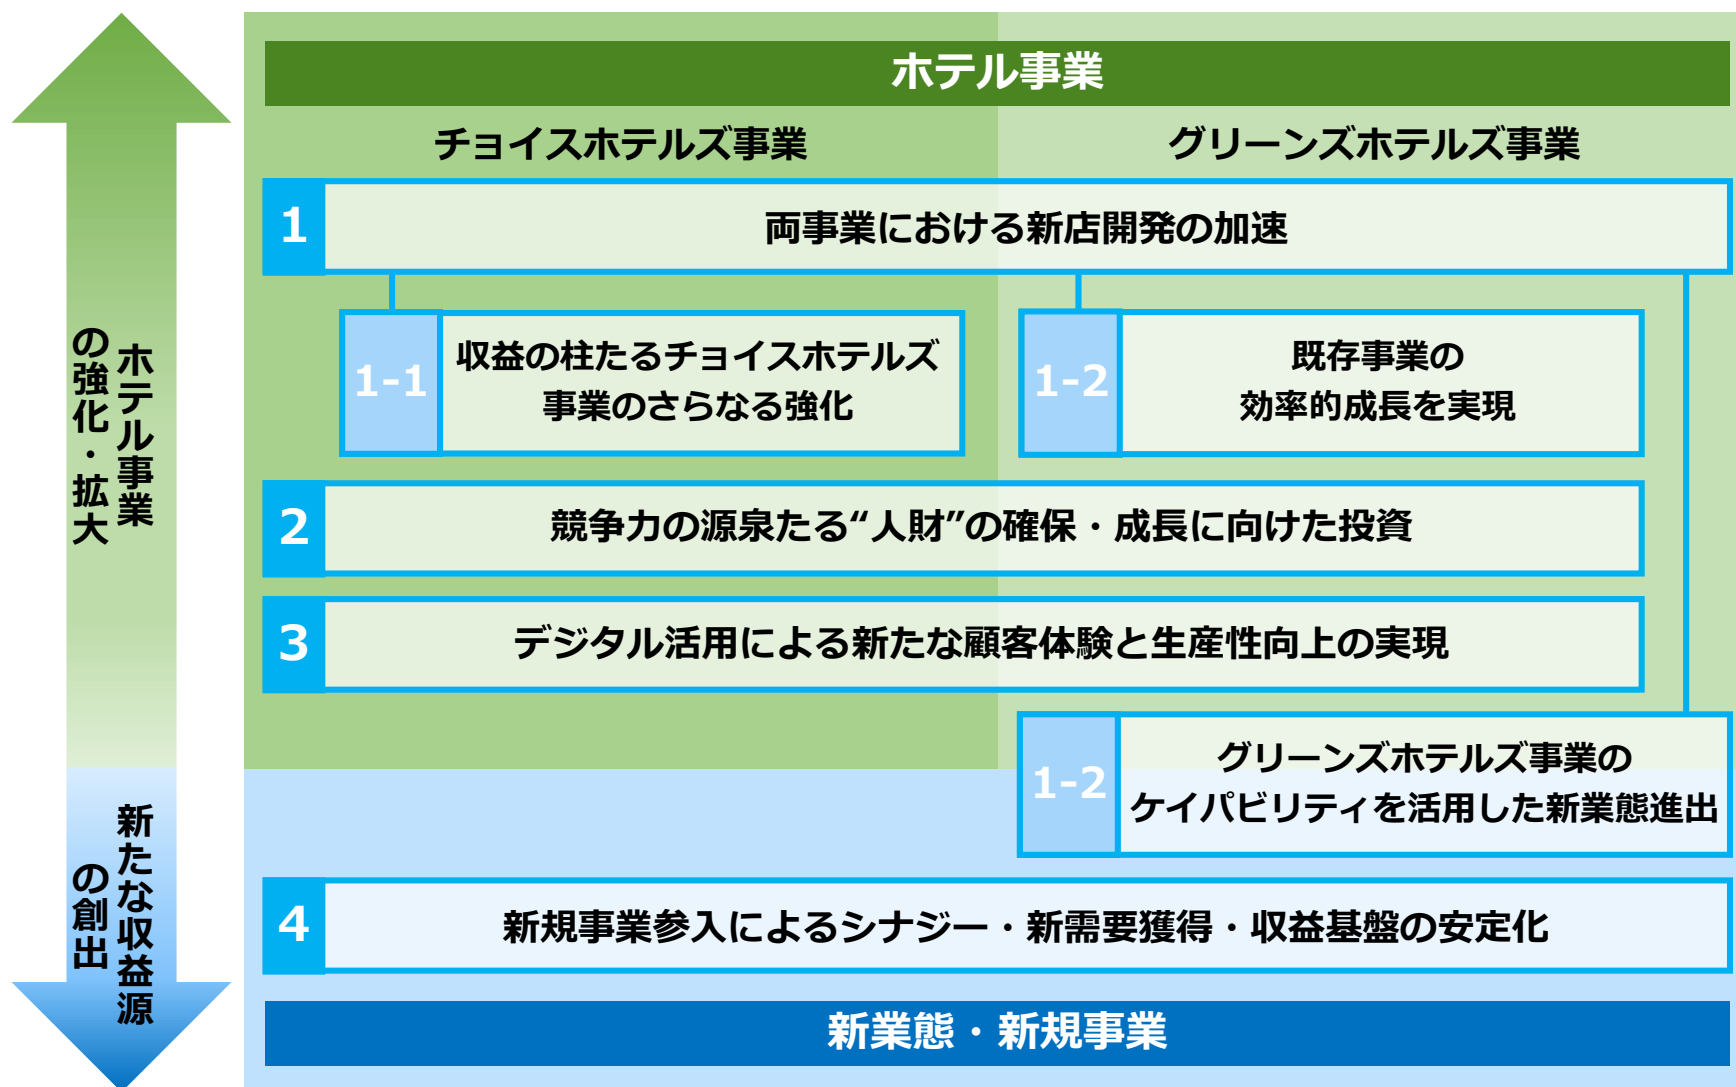 ホテル事業
チョイスホテルズ事業
グリーンズホテルズ事業
1
両事業における新店開発の加速
1-1
収益の柱たるチョイスホテルズ
事業のさらなる強化
1-2
既存事業の
効率的成長を実現
2
競争力の源泉たる“人財”の確保・成長に向けた投資
3
デジタル活用による新たな顧客体験と生産性向上の実現
1-2
グリーンズホテルズ事業の
ケイパビリティを活用した新業態進出
4
新規事業参入によるシナジー・新需要獲得・収益基盤の安定化
新業態・新規事業
ホテル事業
の強化・拡大
新たな収益源
の創出